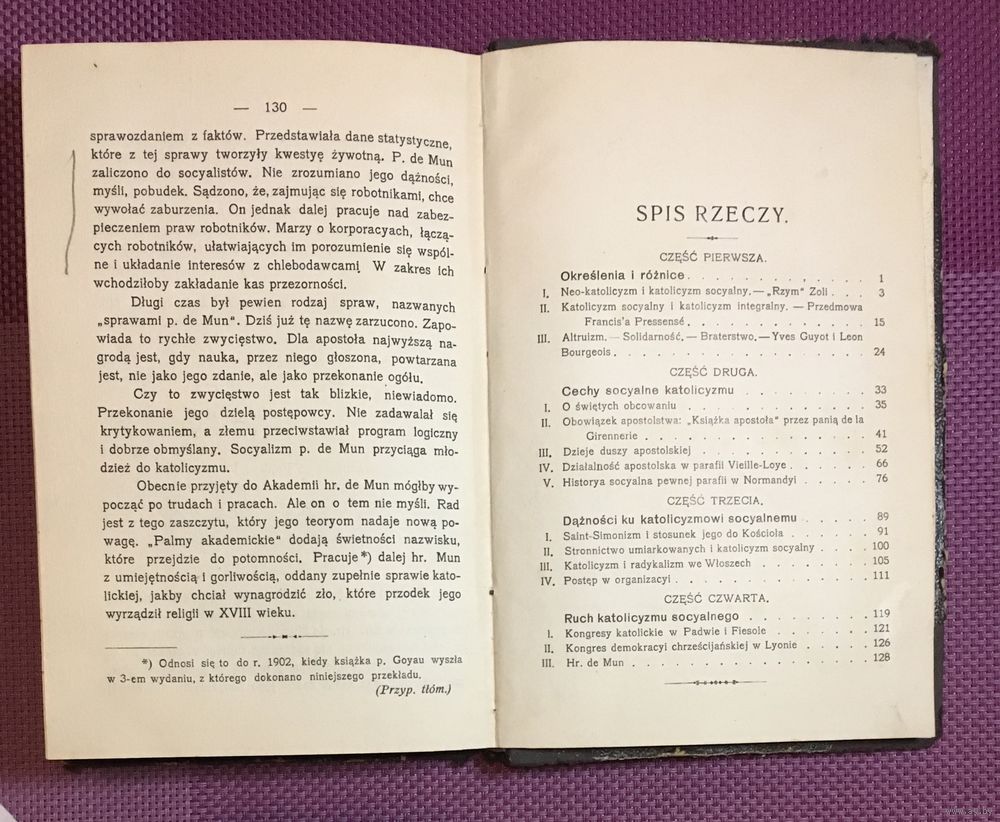 — 130 —
sprawozdaniem z faktów. Przedstawiała dane statystyczne,
które z tej sprawy tworzyły kwestyę żywotną. P. de Mun
zaliczono do socyalistów. Nie zrozumiano jego dążności,
myśli, pobudek. Sądzono, że, zajmując się robotnikami, chce
wywołać zaburzenia. On jednak dalej pracuje nad zabez-
pieczeniem praw robotników. Marzy o korporacyach, łączą-
cych robotników, ułatwiających im porozumienie się wspól-
ne i układanie interesów z chlebodawcami. W zakres ich
wchodziłoby zakładanie kas przezorności.
Długi czas był pewien rodzaj spraw, nazwanych
„sprawami p. de Mun“. Dziś już tę nazwę zarzucono. Zapo-
wiada to rychłe zwycięstwo. Dla apostoła najwyższą na-
grodą jest, gdy nauka, przez niego głoszona, powtarzana
jest, nie jako jego zdanie, ale jako przekonanie ogółu.
Czy to zwycięstwo jest tak blizkie, niewiadomo.
Przekonanie jego dzielą postępowcy. Nie zadawalał się
krytykowaniem, a złemu przeciwstawiał program logiczny
i dobrze obmyślany. Socyalizm p. de Mun przyciąga mło-
dzież do katolicyzmu.
Obecnie przyjęty do Akademii hr. de Mun mógłby wy-
począć po trudach i pracach. Ale on o tem nie myśli. Rad
jest z tego zaszczytu, który jego teoryom nadaje nową po-
wagę. „Palmy akademickie“ dodają świetności nazwisku,
które przejdzie do potomności. Pracuje*) dalej hr. Mun
z umiejętnością i gorliwością, oddany zupełnie sprawie kato-
lickiej, jakby chciał wynagrodzić zło, które przodek jego
wyrządził religii w XVIII wieku.
*) Odnosi się to do r. 1902, kiedy książka p. Goyau wyszła
w 3-em wydaniu, z którego dokonano niniejszego przekładu.
(Przyp. tłóm.)
SPIS RZECZY.
CZĘŚĆ PIERWSZA.
Określenia i różnice . . . . . . . . . . . 1
I. Neo-katolicyzm i katolicyzm socyalny. — „Rzym“ Zoli . . . 3
II. Katolicyzm socyalny i katolicyzm integralny. — Przedmowa
Francis'a Pressensé . . . . . . . . . . . 15
III. Altruizm. — Solidarność. — Braterstwo. — Yves Guyot i Leon
Bourgeois . . . . . . . . . . . . . . 24
CZĘŚĆ DRUGA.
Cechy socyalne katolicyzmu . . . . . . . . 33
I. O świętych obcowaniu . . . . . . . . . . 35
II. Obowiązek apostolstwa: „Książka apostoła“ przez panią de la
Girennerie . . . . . . . . . . . . . 41
III. Dzieje duszy apostolskiej . . . . . . . . . 52
IV. Działalność apostolska w parafii Vieille-Loye . . . . . 66
V. Historya socyalna pewnej parafii w Normandyi . . . . 76
CZĘŚĆ TRZECIA.
Dążności ku katolicyzmowi socyalnemu . . . . . 89
I. Saint-Simonizm i stosunek jego do Kościoła . . . . . 91
II. Stronnictwo umiarkowanych i katolicyzm socyalny . . . . 100
III. Katolicyzm i radykalizm we Włoszech . . . . . . . 105
IV. Postęp w organizacyi . . . . . . . . . . 111
CZĘŚĆ CZWARTA.
Ruch katolicyzmu socyalnego . . . . . . . . 119
I. Kongresy katolickie w Padwie i Fiesole . . . . . . 121
II. Kongres demokracyi chrześcijańskiej w Lyonie . . . . . 126
III. Hr. de Mun . . . . . . . . . . . . . 128
www.ay.by